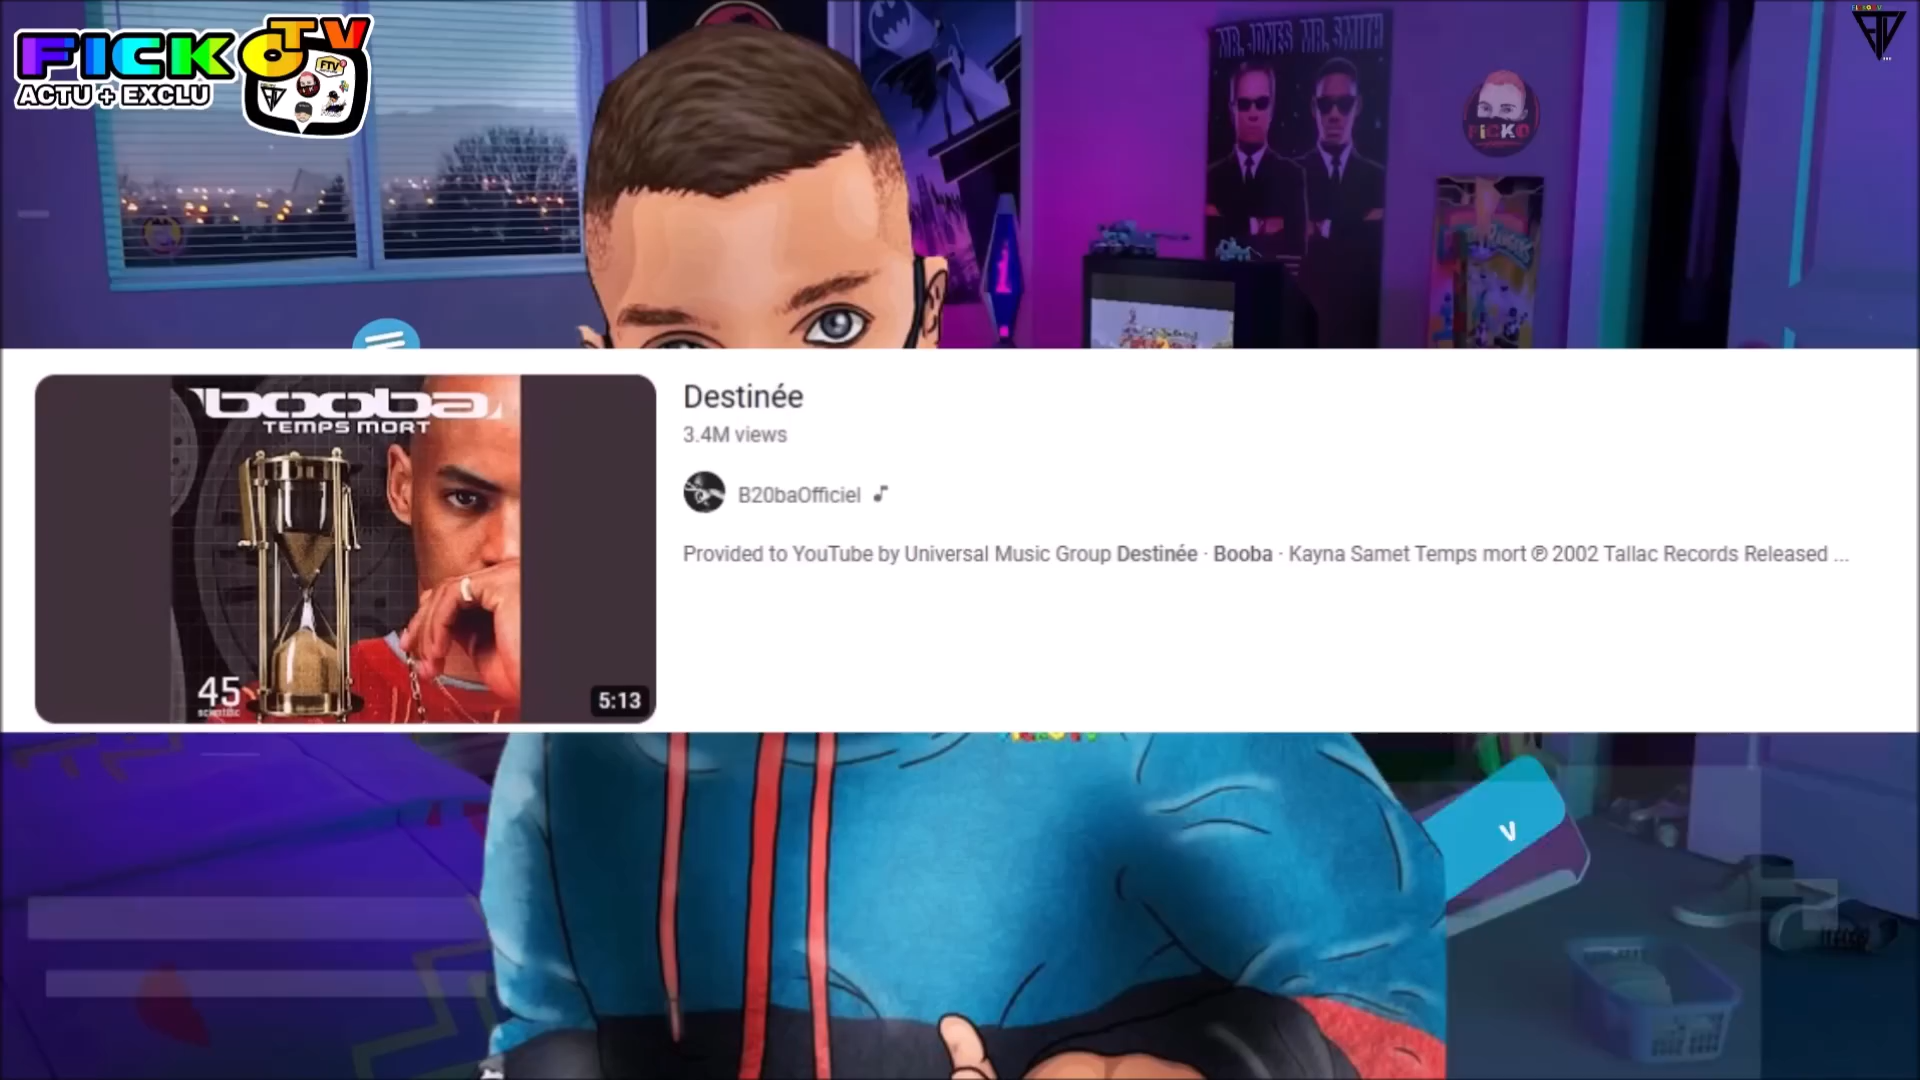 FICKO TV
ACTU + EXCLU
FTV
MR. JONES MR. SMITH
FiCKO
booba
TEMPS MORT
45
scientific
5:13
Destinée
3.4M views
B20baOfficiel
Provided to YouTube by Universal Music Group Destinée · Booba · Kayna Samet Temps mort ℗ 2002 Tallac Records Released ...
V